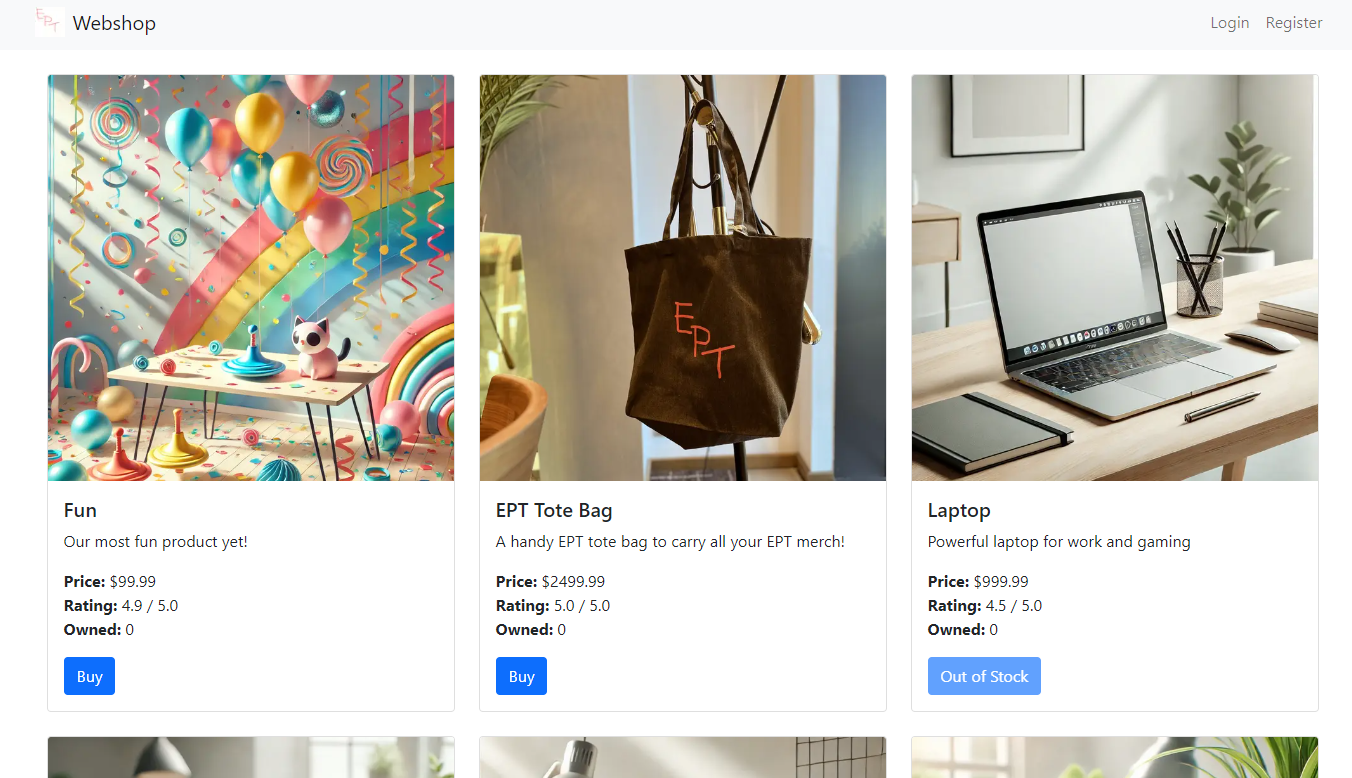 EPT Webshop Login Register
EPT
Fun
Our most fun product yet!
Price: $99.99
Rating: 4.9 / 5.0
Owned: 0
Buy
EPT Tote Bag
A handy EPT tote bag to carry all your EPT merch!
Price: $2499.99
Rating: 5.0 / 5.0
Owned: 0
Buy
Laptop
Powerful laptop for work and gaming
Price: $999.99
Rating: 4.5 / 5.0
Owned: 0
Out of Stock